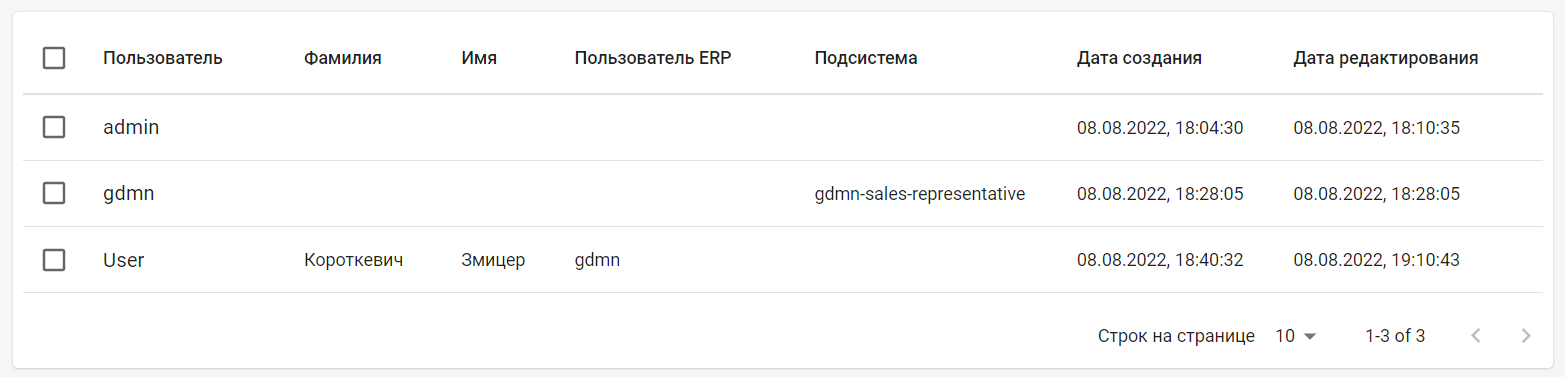 Пользователь Фамилия Имя Пользователь ERP Подсистема Дата создания Дата редактирования
admin 08.08.2022, 18:04:30 08.08.2022, 18:10:35
gdmn gdmn-sales-representative 08.08.2022, 18:28:05 08.08.2022, 18:28:05
User Короткевич Змицер gdmn 08.08.2022, 18:40:32 08.08.2022, 19:10:43
Строк на странице 10 1-3 of 3